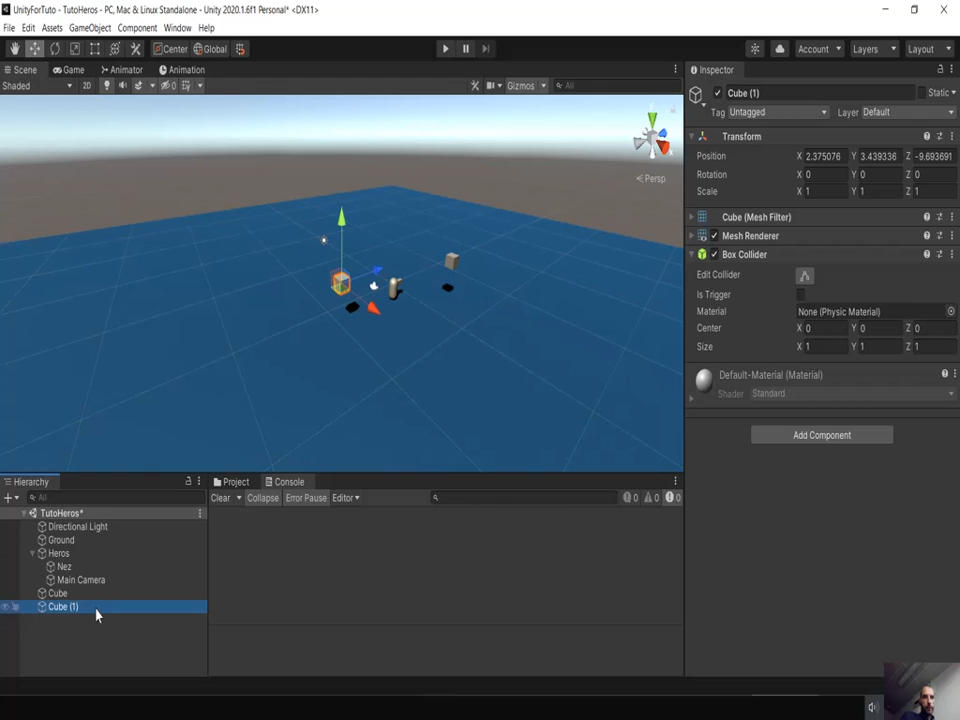 UnityForTuto - TutoHeros - PC, Mac & Linux Standalone - Unity 2020.1.6f1 Personal* <DX11>
File Edit Assets GameObject Component Window Help
Center Global Account Layers Layout
Scene Game Animator Animation
Shaded 2D 0 Gizmos All
Persp
Inspector
Cube (1) Static
Tag Untagged Layer Default
Transform
Position X 2.375076 Y 3.439336 Z -9.693691
Rotation X 0 Y 0 Z 0
Scale X 1 Y 1 Z 1
Cube (Mesh Filter)
Mesh Renderer
Box Collider
Edit Collider
Is Trigger
Material None (Physic Material)
Center X 0 Y 0 Z 0
Size X 1 Y 1 Z 1
Default-Material (Material)
Shader Standard
Add Component
Hierarchy
All
TutoHeros*
Directional Light
Ground
Heros
Nez
Main Camera
Cube
Cube (1)
Project Console
Clear Collapse Error Pause Editor 0 0 0